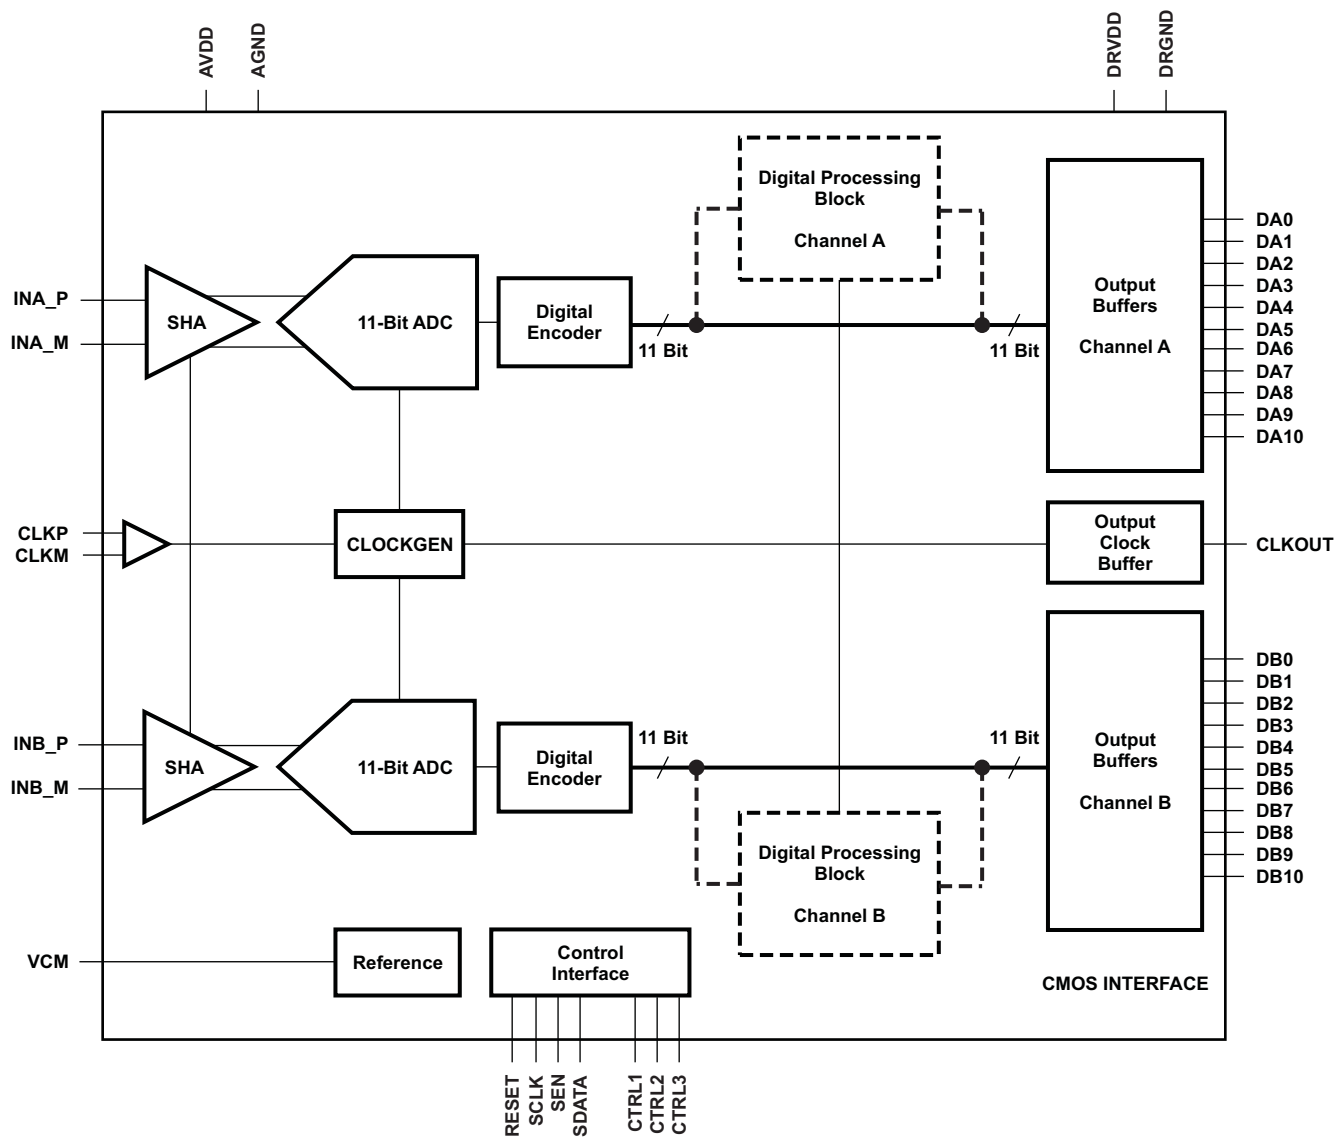 AVDD
AGND
DRVDD
DRGND
Digital Processing
Block
Channel A
INA_P
INA_M
SHA
11-Bit ADC
Digital
Encoder
11 Bit
11 Bit
Output
Buffers
Channel A
DA0
DA1
DA2
DA3
DA4
DA5
DA6
DA7
DA8
DA9
DA10
CLKP
CLKM
CLOCKGEN
Output
Clock
Buffer
CLKOUT
INB_P
INB_M
SHA
11-Bit ADC
Digital
Encoder
11 Bit
11 Bit
Output
Buffers
Channel B
DB0
DB1
DB2
DB3
DB4
DB5
DB6
DB7
DB8
DB9
DB10
Digital Processing
Block
Channel B
VCM
Reference
Control
Interface
CMOS INTERFACE
RESET
SCLK
SEN
SDATA
CTRL1
CTRL2
CTRL3